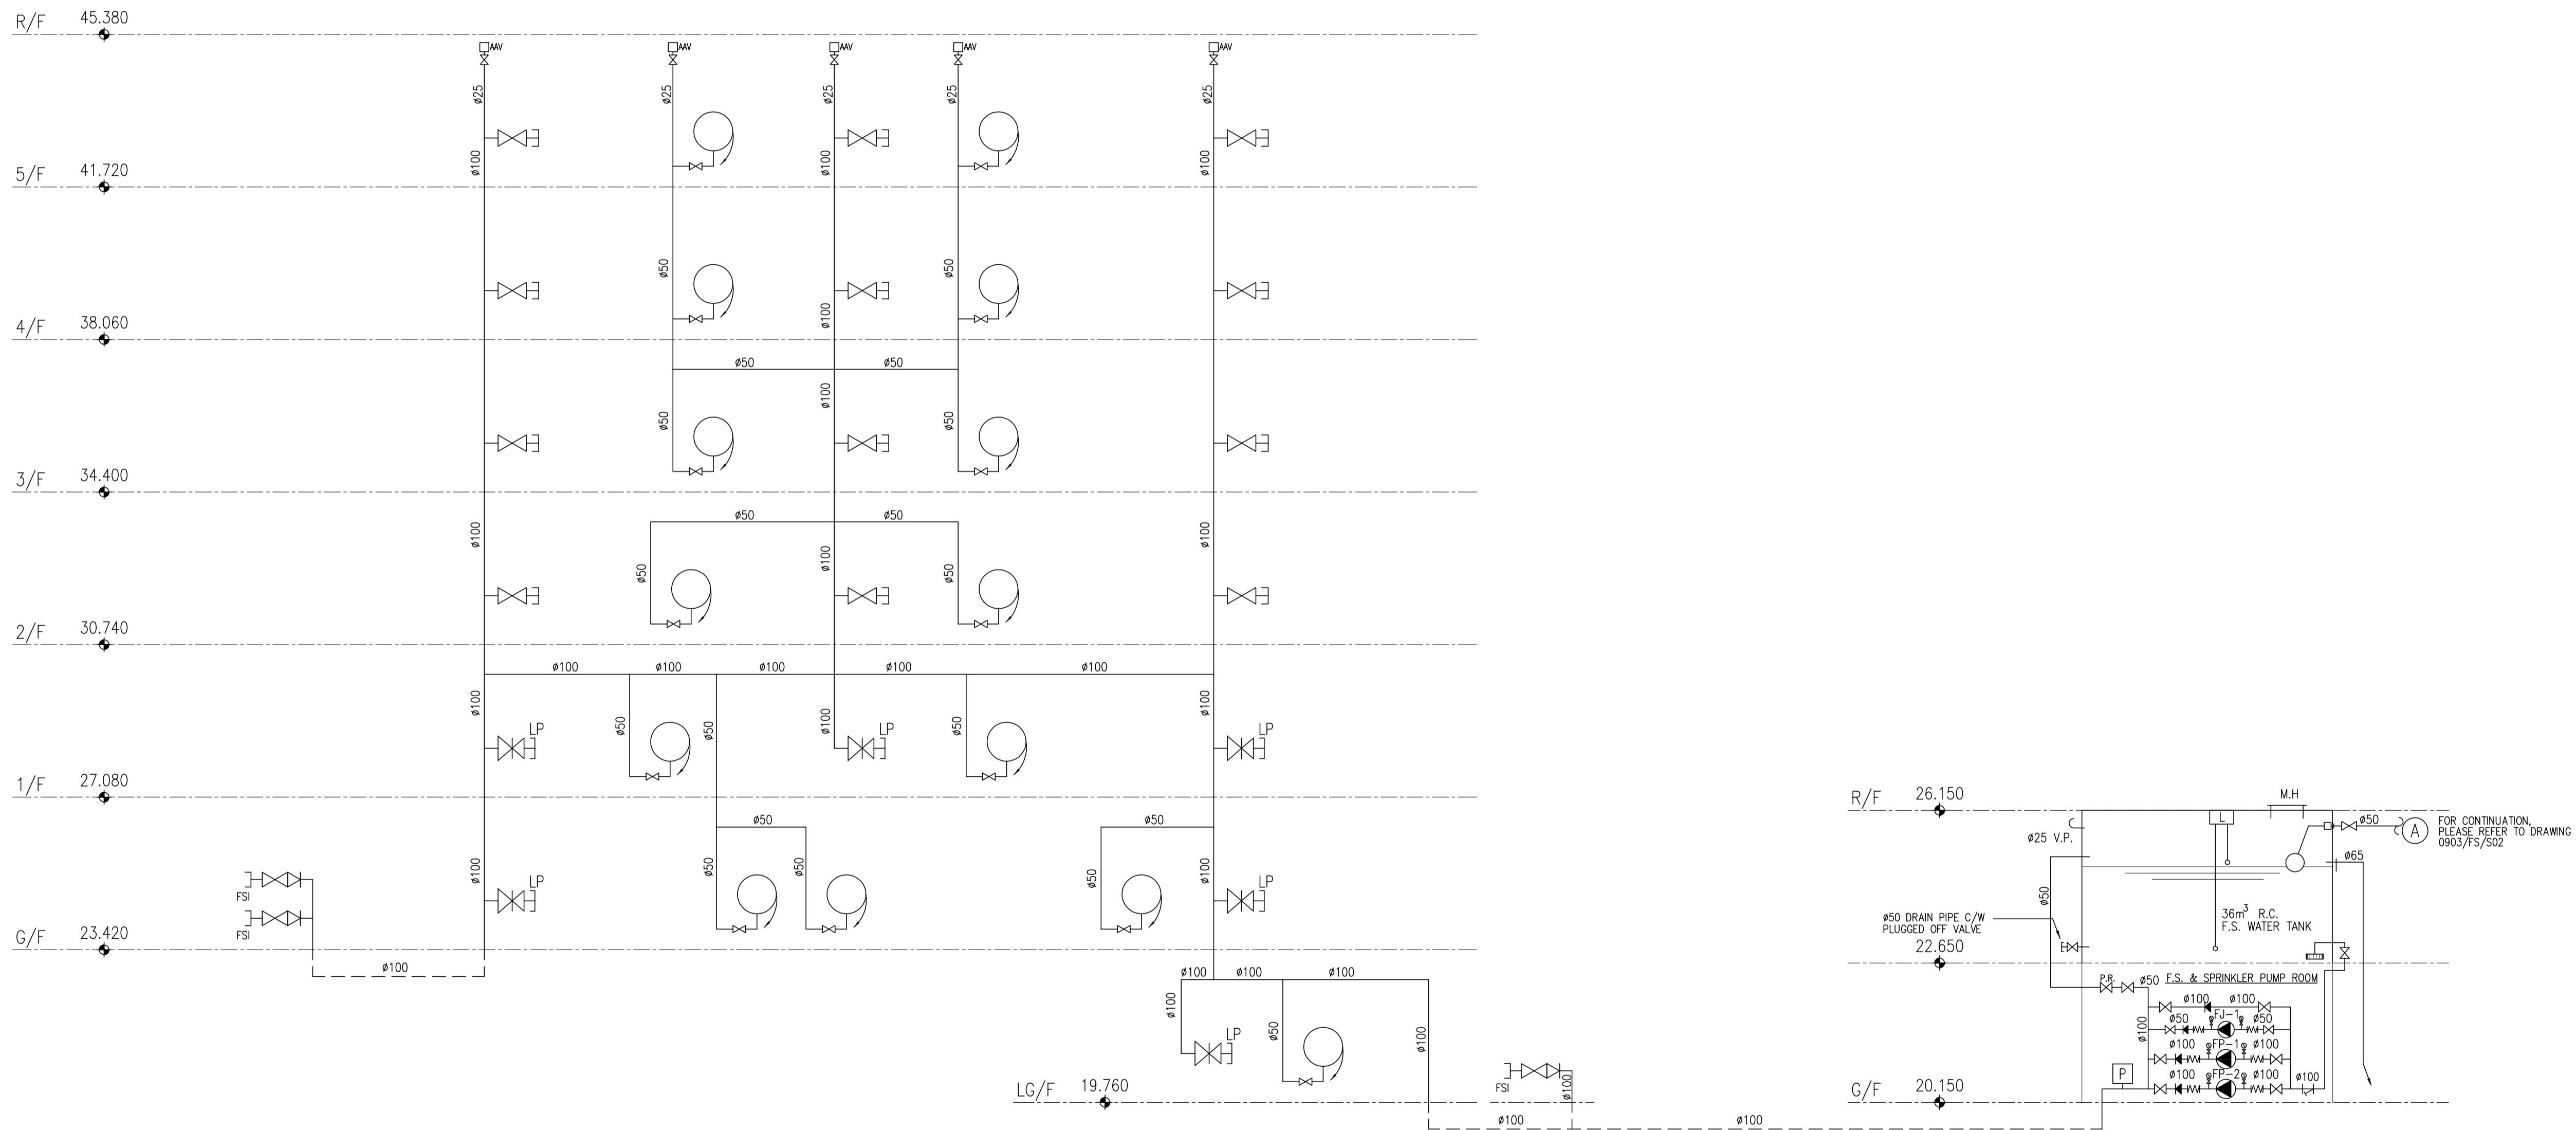 R/F 45.380
AAV AAV AAV AAV AAV
ø25 ø25 ø25 ø25 ø25
ø100 ø100 ø100
5/F 41.720
ø50 ø50
ø100
4/F 38.060
ø50 ø50
ø100
ø50 ø50
3/F 34.400
ø50 ø50
ø100 ø100 ø100
ø50 ø50
2/F 30.740
ø100 ø100 ø100 ø100 ø100
ø100 ø50 ø50 ø100 ø50 ø100
LP LP LP
1/F 27.080
ø50 ø50
ø100 ø50 ø50 ø50 ø100
LP LP
FSI
FSI
G/F 23.420
ø100
ø100 ø100 ø100
ø100 ø50 ø100
LP
FSI
ø100
LG/F 19.760
ø100 ø100
R/F 26.150
M.H
L
ø25 V.P.
ø50
A
FOR CONTINUATION,
PLEASE REFER TO DRAWING
0903/FS/S02
ø65
ø50
36m³ R.C.
F.S. WATER TANK
ø50 DRAIN PIPE C/W
PLUGGED OFF VALVE
22.650
P.R. ø50 F.S. & SPRINKLER PUMP ROOM
ø100 ø100
ø100
ø50 FJ-1 ø50
ø100 FP-1 ø100
P
ø100 FP-2 ø100 ø100
G/F 20.150